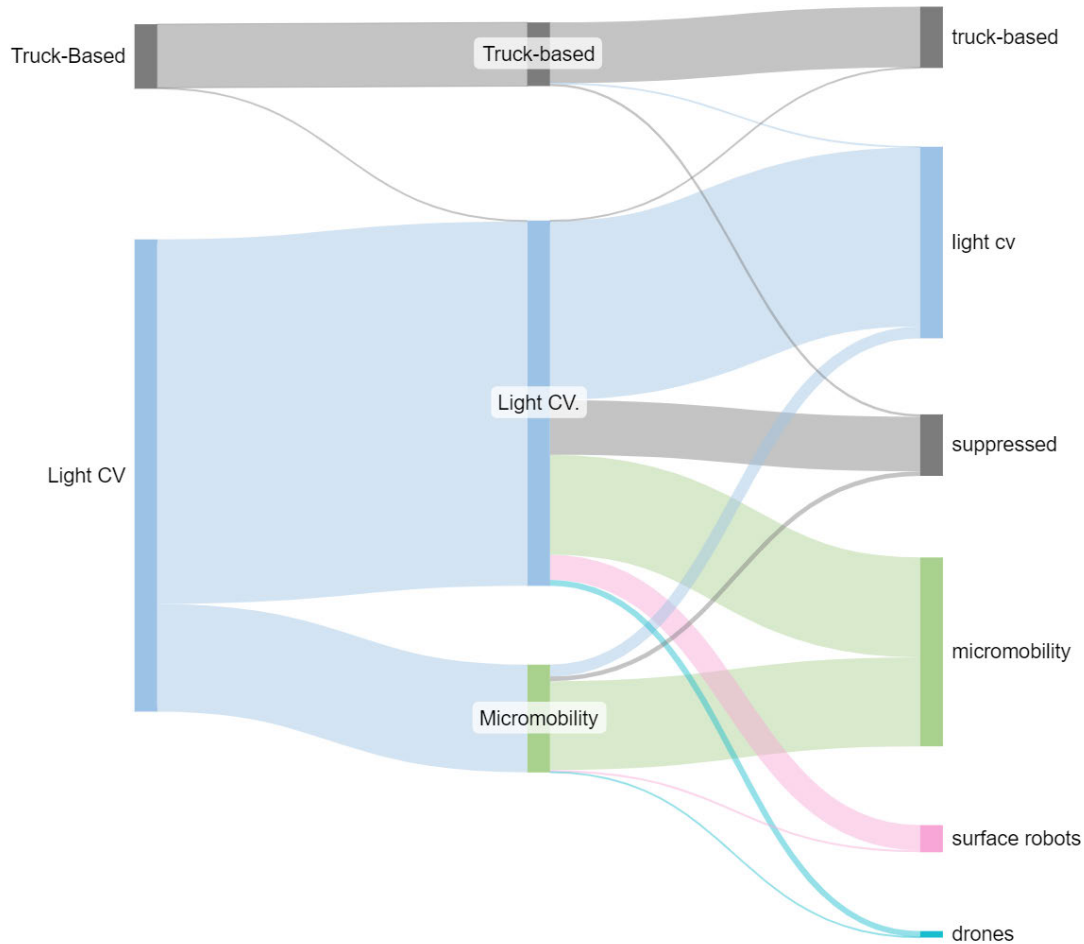 Truck-Based
Truck-based
truck-based
light cv
Light CV.
suppressed
Light CV
micromobility
Micromobility
surface robots
drones